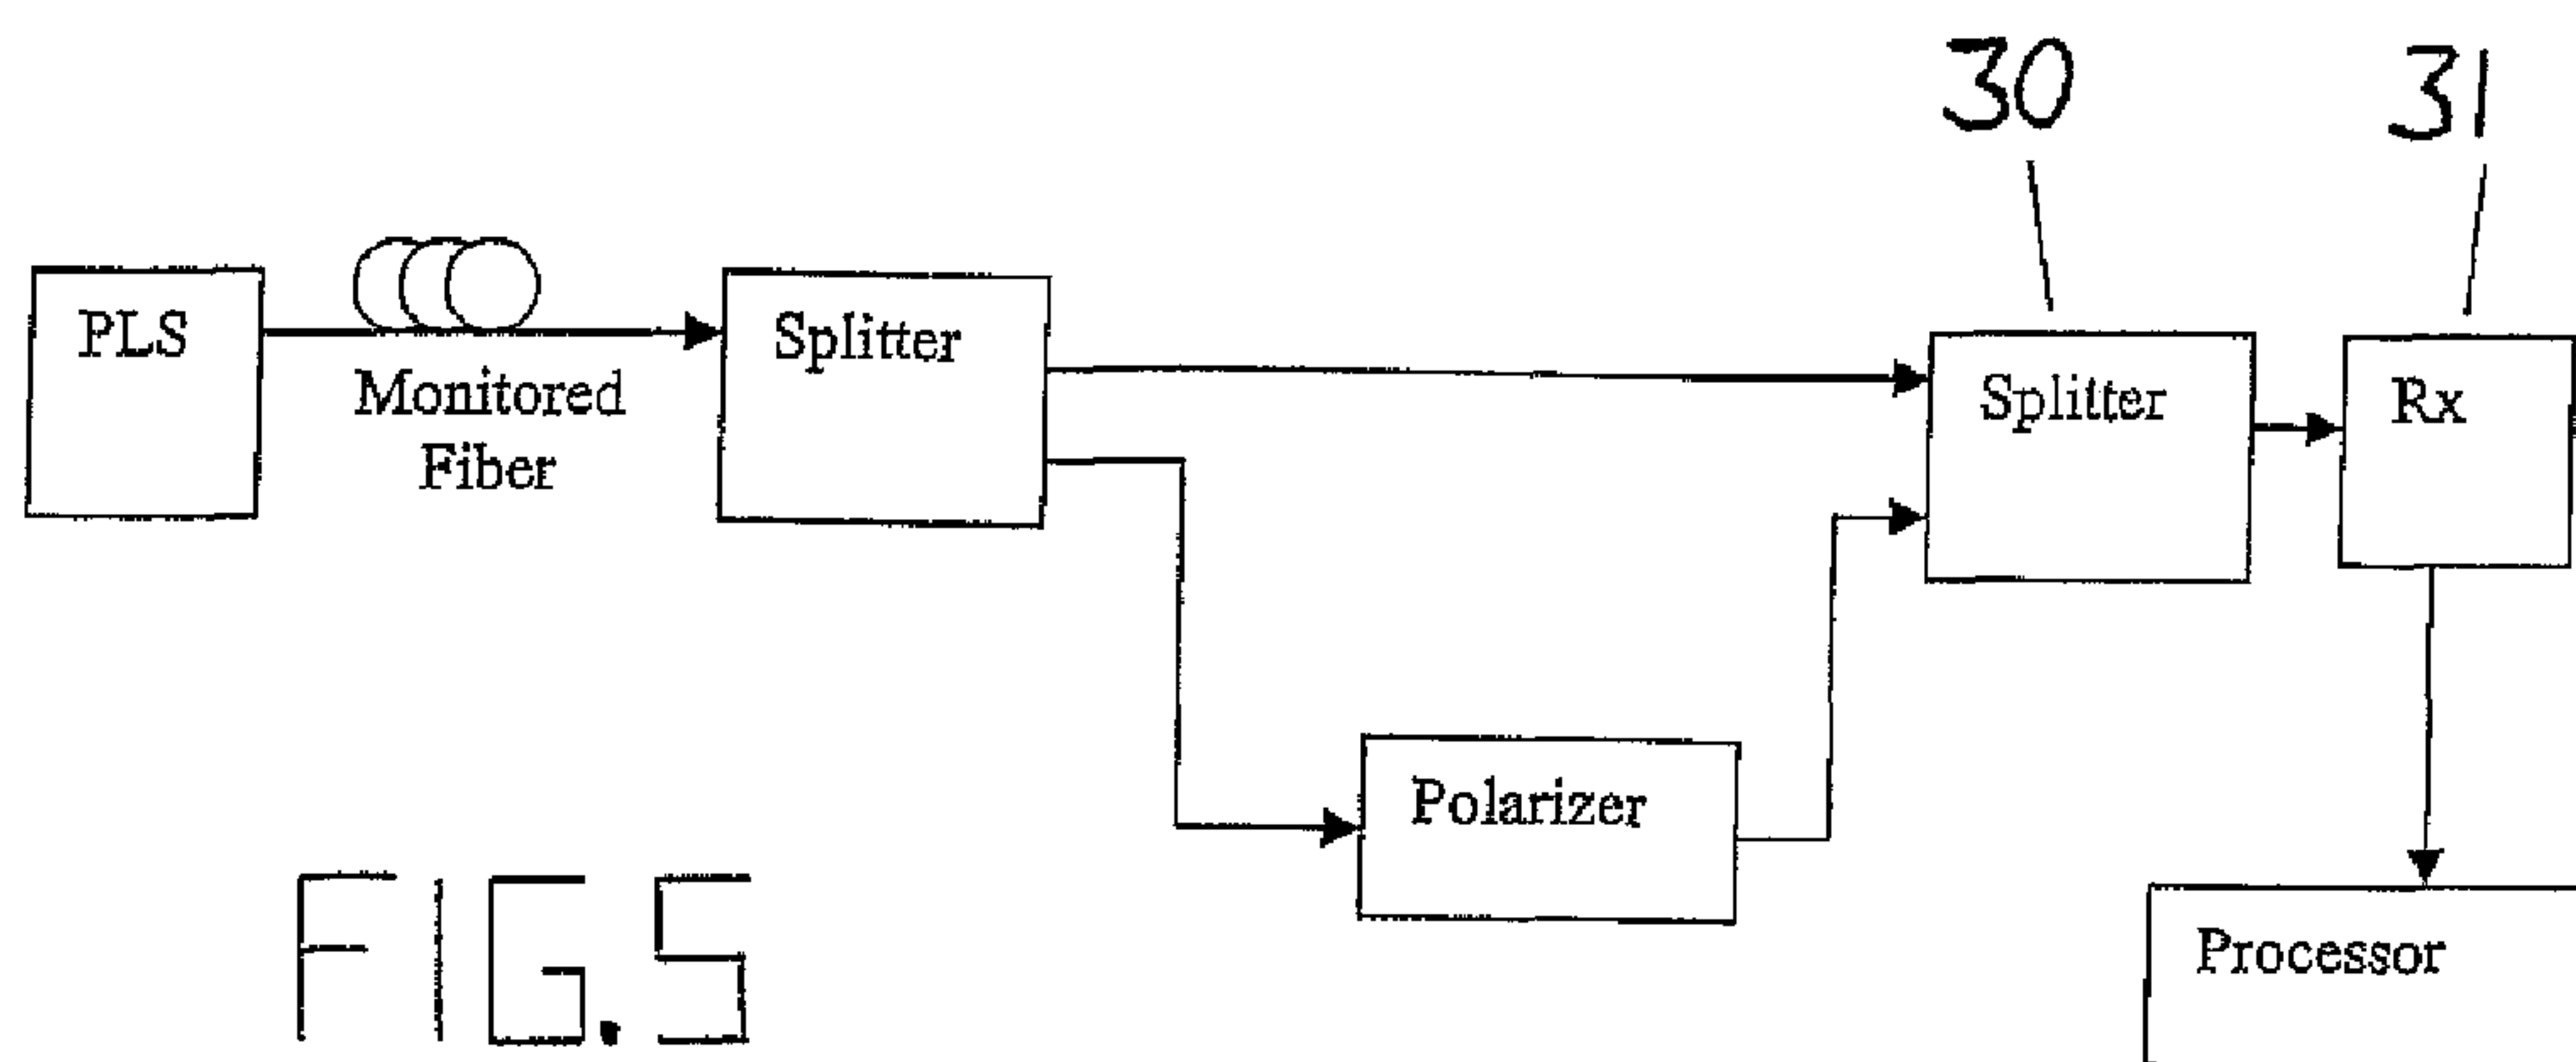 30
31
PLS
Monitored
Fiber
Splitter
Splitter
Rx
Polarizer
Processor
FIG.5